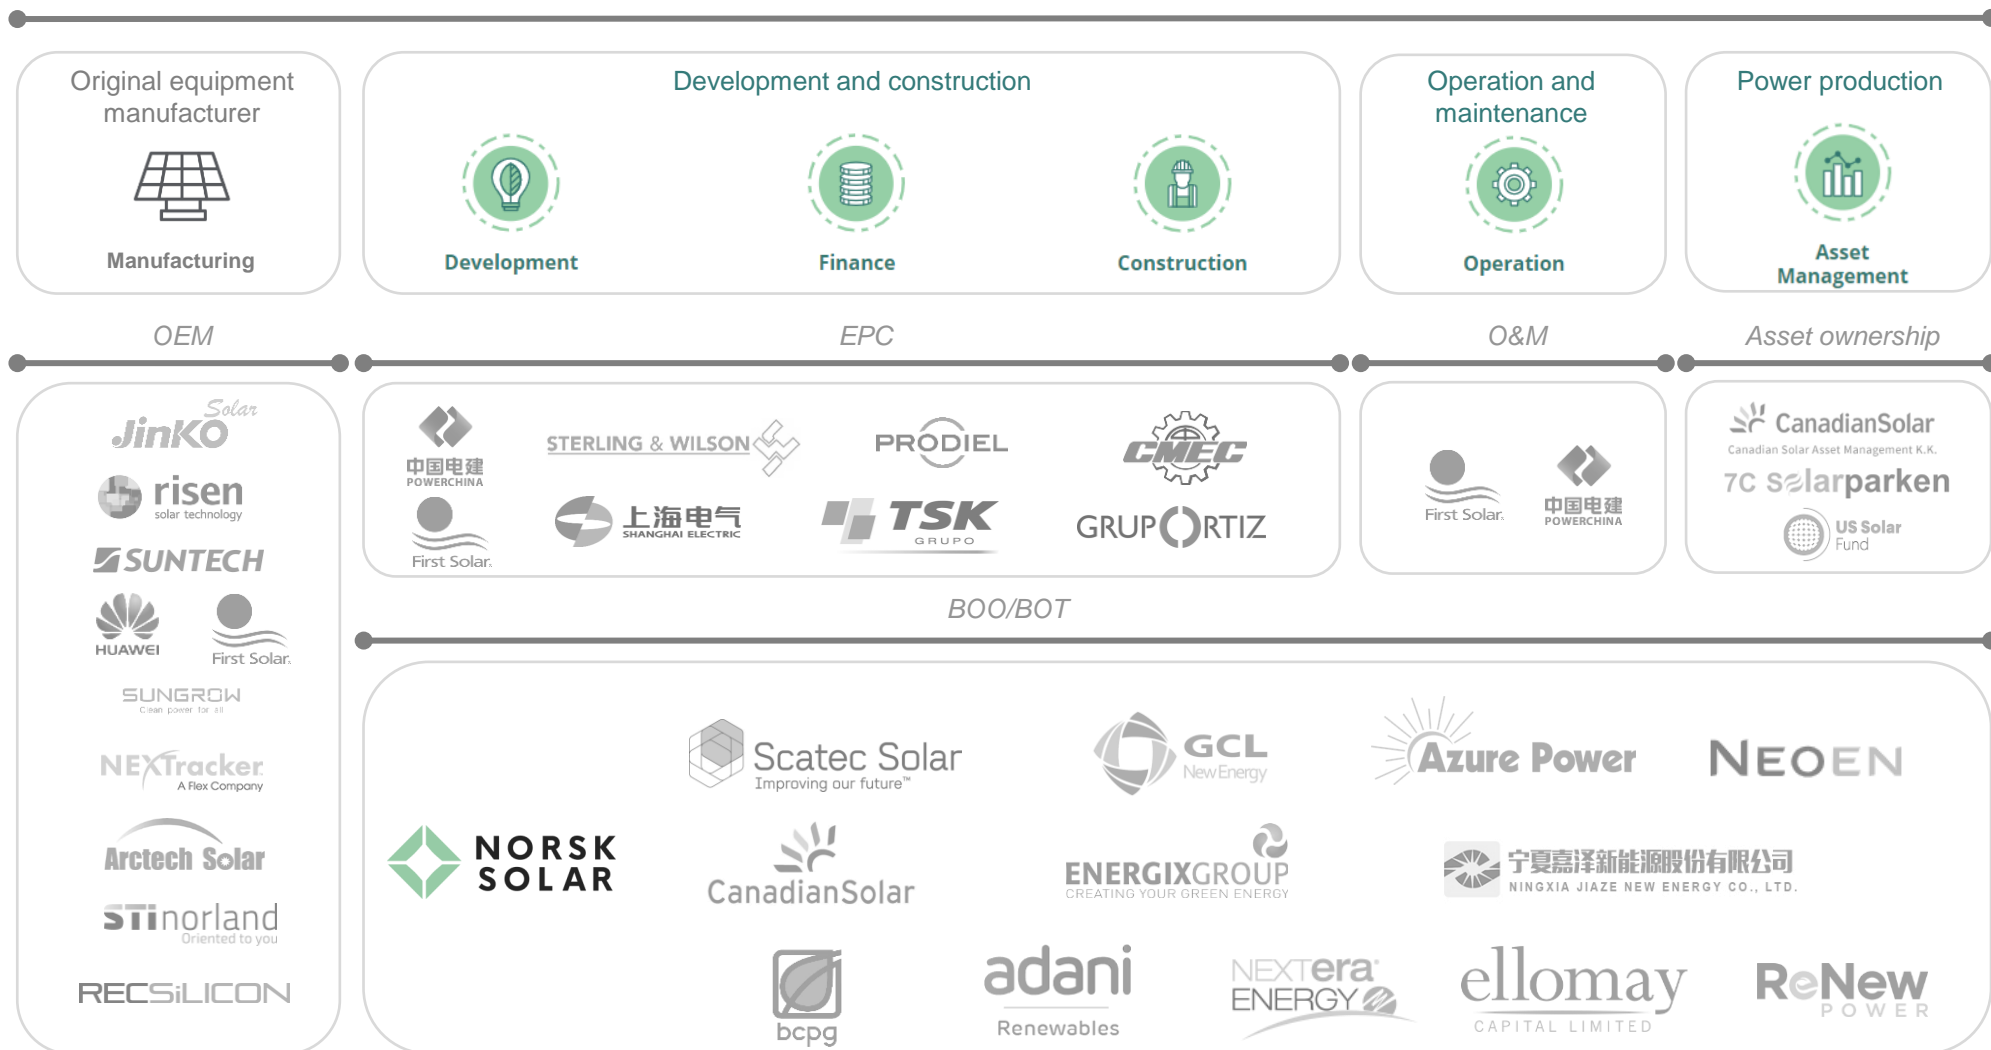 Original equipment
manufacturer
Manufacturing
Development and construction
Development
Finance
Construction
Operation and
maintenance
Operation
Power production
Asset
Management
OEM
EPC
O&M
Asset ownership
JinKO Solar
risen
solar technology
SUNTECH
HUAWEI
First Solar.
SUNGROW
Clean power for all
NEXTracker
A Flex Company
Arctech Solar
STinorland
Oriented to you
RECSiLICON
中国电建
POWERCHINA
STERLING & WILSON
PRODIEL
CMEC
First Solar.
上海电气
SHANGHAI ELECTRIC
TSK
GRUPO
GRUPORTIZ
First Solar.
中国电建
POWERCHINA
CanadianSolar
Canadian Solar Asset Management K.K.
7C Solarparken
US Solar
Fund
BOO/BOT
Scatec Solar
Improving our future™
GCL
New Energy
Azure Power
NEOEN
NORSK
SOLAR
CanadianSolar
ENERGIXGROUP
CREATING YOUR GREEN ENERGY
宁夏嘉泽新能源股份有限公司
NINGXIA JIAZE NEW ENERGY CO., LTD.
bcpg
adani
Renewables
NEXTera
ENERGY
ellomay
CAPITAL LIMITED
ReNew
POWER